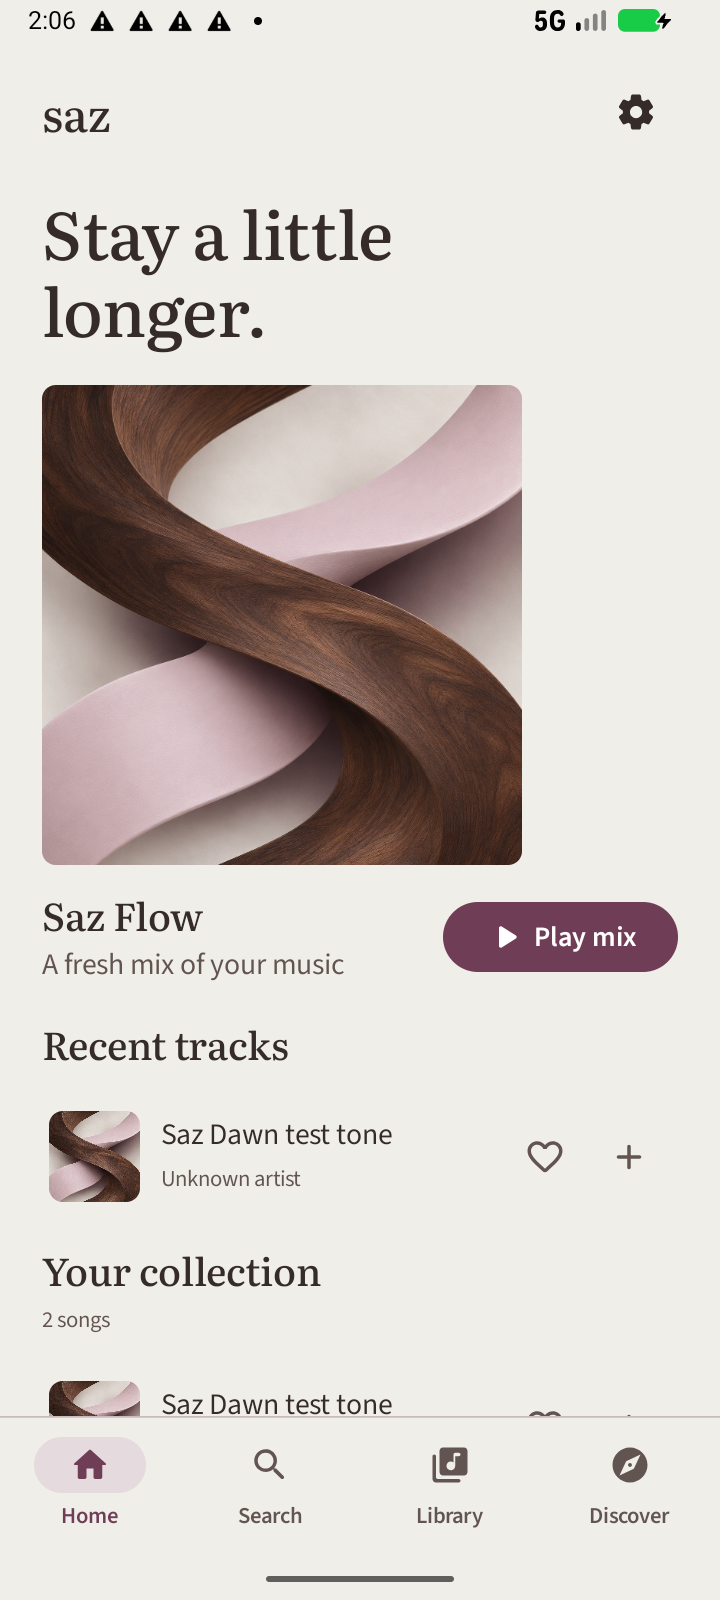 2:06
5G
saz
Stay a little
longer.
Saz Flow
A fresh mix of your music
Play mix
Recent tracks
Saz Dawn test tone
Unknown artist
Your collection
2 songs
Saz Dawn test tone
Home
Search
Library
Discover